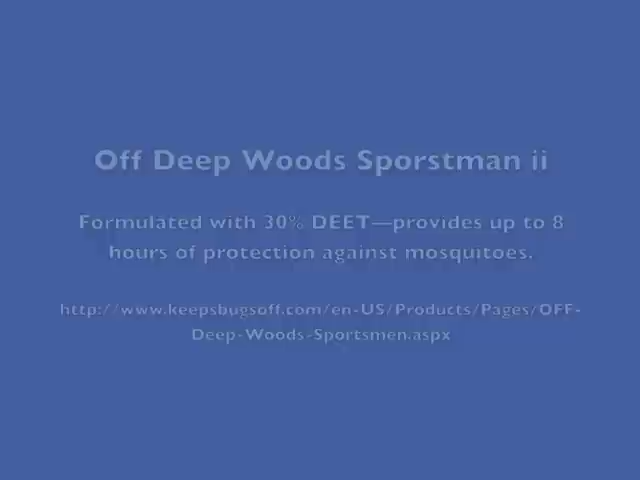 Off Deep Woods Sporstman ii
Formulated with 30% DEET—provides up to 8
hours of protection against mosquitoes.
http://www.keepsbugsoff.com/en-US/Products/Pages/OFF-
Deep-Woods-Sportsmen.aspx